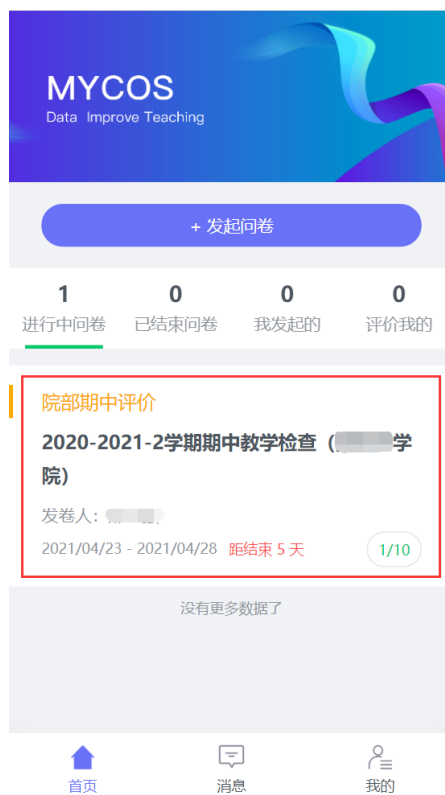 MYCOS
Data Improve Teaching
+ 发起问卷
1
0
0
0
进行中问卷
已结束问卷
我发起的
评价我的
院部期中评价
2020-2021-2学期期中教学检查（学
院）
发卷人：
2021/04/23 - 2021/04/28 距结束 5 天
1/10
没有更多数据了
首页
消息
我的